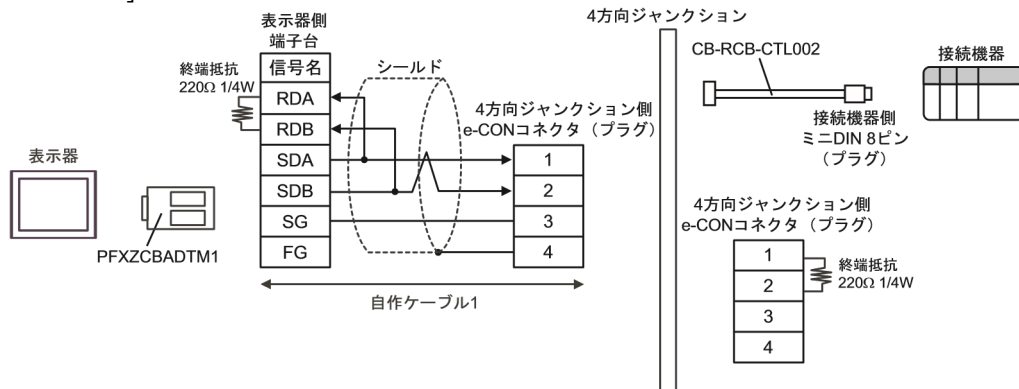 4方向ジャンクション
表示器側
端子台
信号名
RDA
RDB
SDA
SDB
SG
FG
終端抵抗
220Ω 1/4W
シールド
4方向ジャンクション側
e-CONコネクタ（プラグ）
1
2
3
4
表示器
PFXZCBADTM1
自作ケーブル1
CB-RCB-CTL002
接続機器
接続機器側
ミニDIN 8ピン
（プラグ）
4方向ジャンクション側
e-CONコネクタ（プラグ）
1
2
3
4
終端抵抗
220Ω 1/4W